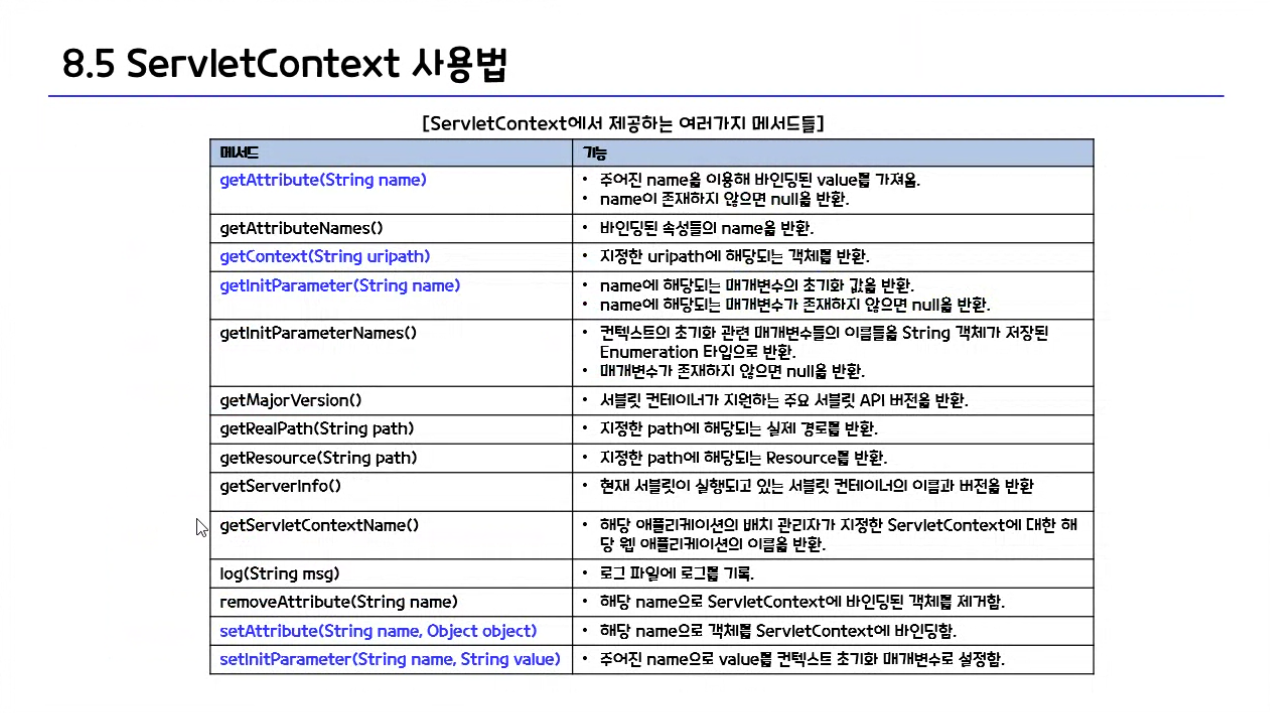 8.5 ServletContext 사용법
[ServletContext에서 제공하는 여러가지 메서드들]
메서드 기능
getAttribute(String name) • 주어진 name을 이용해 바인딩된 value를 가져옴.
• name이 존재하지 않으면 null을 반환.
getAttributeNames() • 바인딩된 속성들의 name을 반환.
getContext(String uripath) • 지정한 uripath에 해당되는 객체를 반환.
getInitParameter(String name) • name에 해당되는 매개변수의 초기화 값을 반환.
• name에 해당되는 매개변수가 존재하지 않으면 null을 반환.
getInitParameterNames() • 컨텍스트의 초기화 관련 매개변수들의 이름들을 String 객체가 저장된
Enumeration 타입으로 반환.
• 매개변수가 존재하지 않으면 null을 반환.
getMajorVersion() • 서블릿 컨테이너가 지원하는 주요 서블릿 API 버전을 반환.
getRealPath(String path) • 지정한 path에 해당되는 실제 경로를 반환.
getResource(String path) • 지정한 path에 해당되는 Resource를 반환.
getServerInfo() • 현재 서블릿이 실행되고 있는 서블릿 컨테이너의 이름과 버전을 반환
getServletContextName() • 해당 애플리케이션의 배치 관리자가 지정한 ServletContext에 대한 해
당 웹 애플리케이션의 이름을 반환.
log(String msg) • 로그 파일에 로그를 기록.
removeAttribute(String name) • 해당 name으로 ServletContext에 바인딩된 객체를 제거함.
setAttribute(String name, Object object) • 해당 name으로 객체를 ServletContext에 바인딩함.
setInitParameter(String name, String value) • 주어진 name으로 value를 컨텍스트 초기화 매개변수로 설정함.